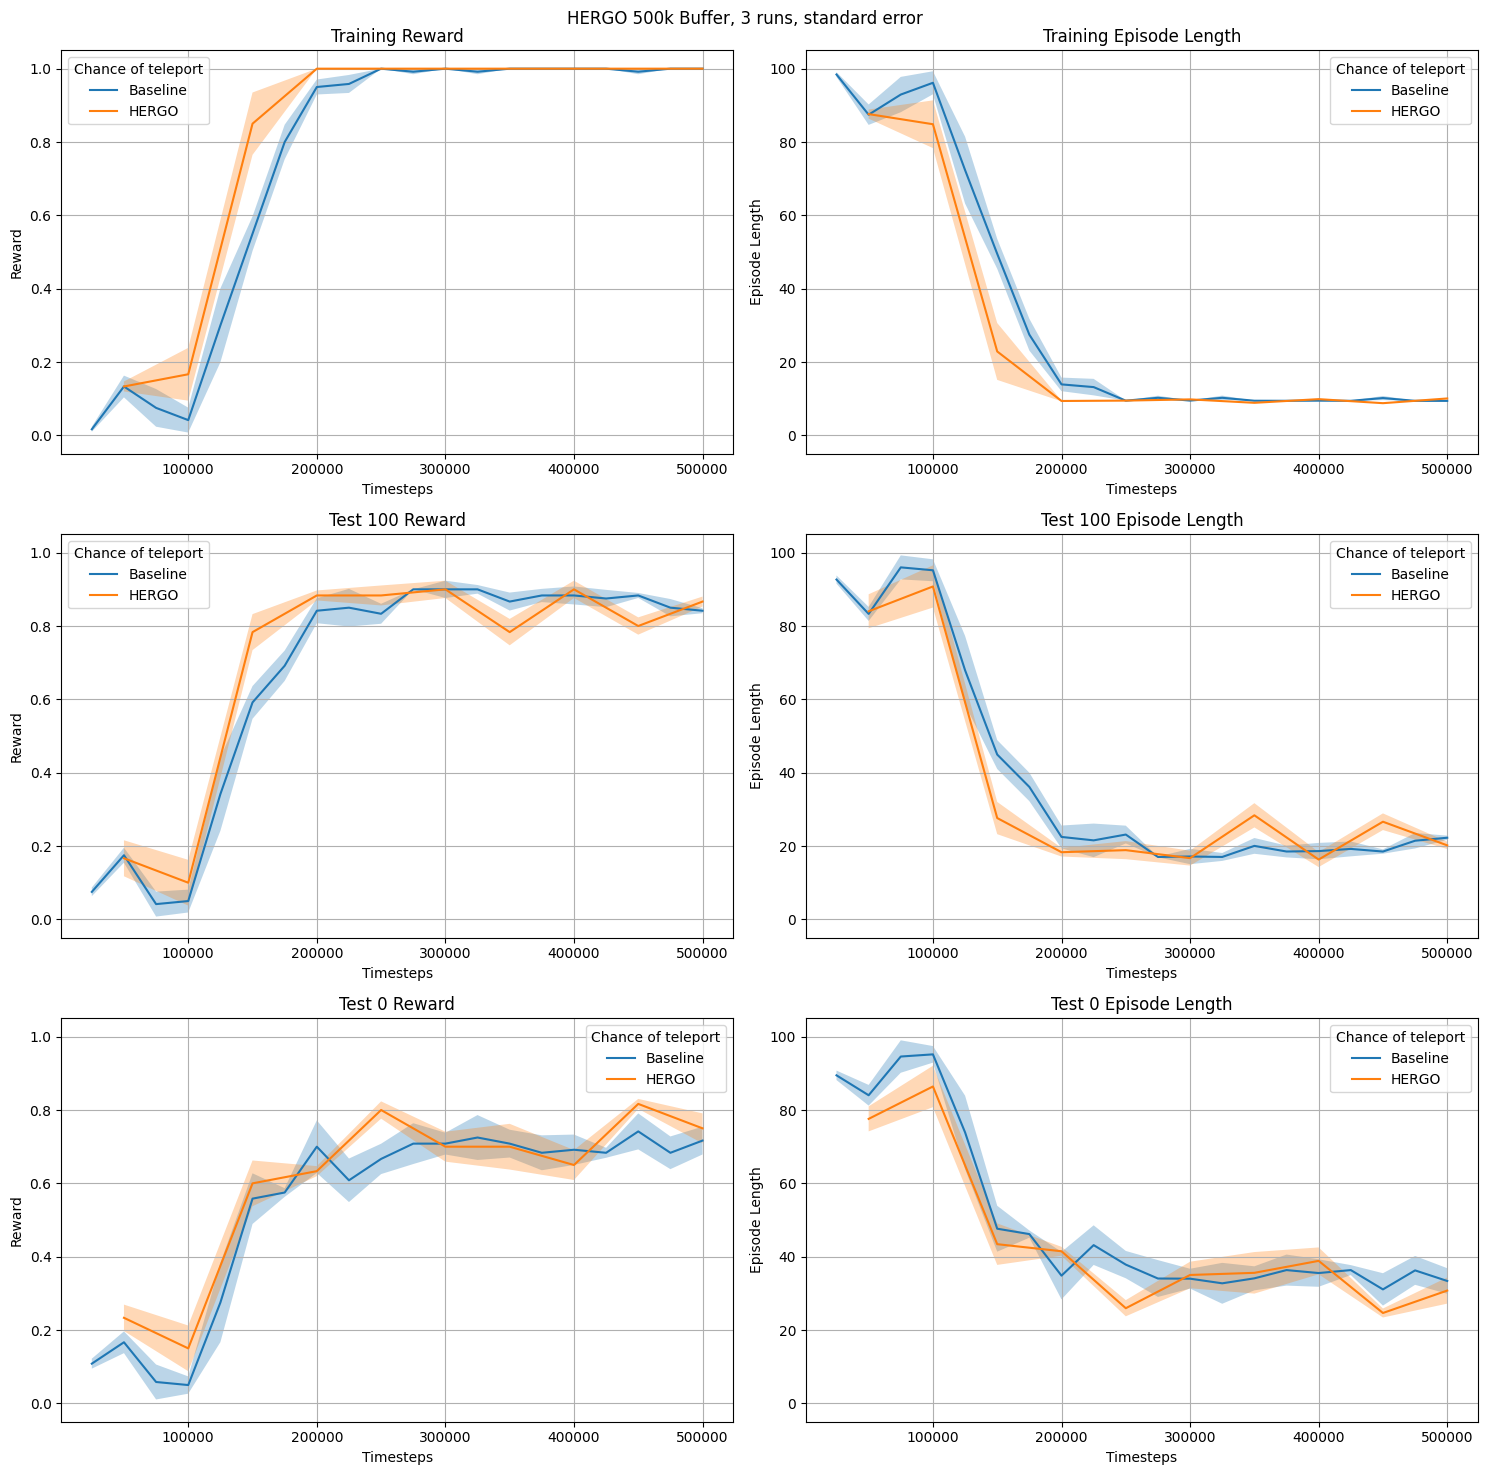 HERGO 500k Buffer, 3 runs, standard error
Training Reward
Chance of teleport
Baseline
HERGO
Reward
1.0
0.8
0.6
0.4
0.2
0.0
100000 200000 300000 400000 500000
Timesteps
Training Episode Length
Chance of teleport
Baseline
HERGO
Episode Length
100
80
60
40
20
0
100000 200000 300000 400000 500000
Timesteps
Test 100 Reward
Chance of teleport
Baseline
HERGO
Reward
1.0
0.8
0.6
0.4
0.2
0.0
100000 200000 300000 400000 500000
Timesteps
Test 100 Episode Length
Chance of teleport
Baseline
HERGO
Episode Length
100
80
60
40
20
0
100000 200000 300000 400000 500000
Timesteps
Test 0 Reward
Chance of teleport
Baseline
HERGO
Reward
1.0
0.8
0.6
0.4
0.2
0.0
100000 200000 300000 400000 500000
Timesteps
Test 0 Episode Length
Chance of teleport
Baseline
HERGO
Episode Length
100
80
60
40
20
0
100000 200000 300000 400000 500000
Timesteps